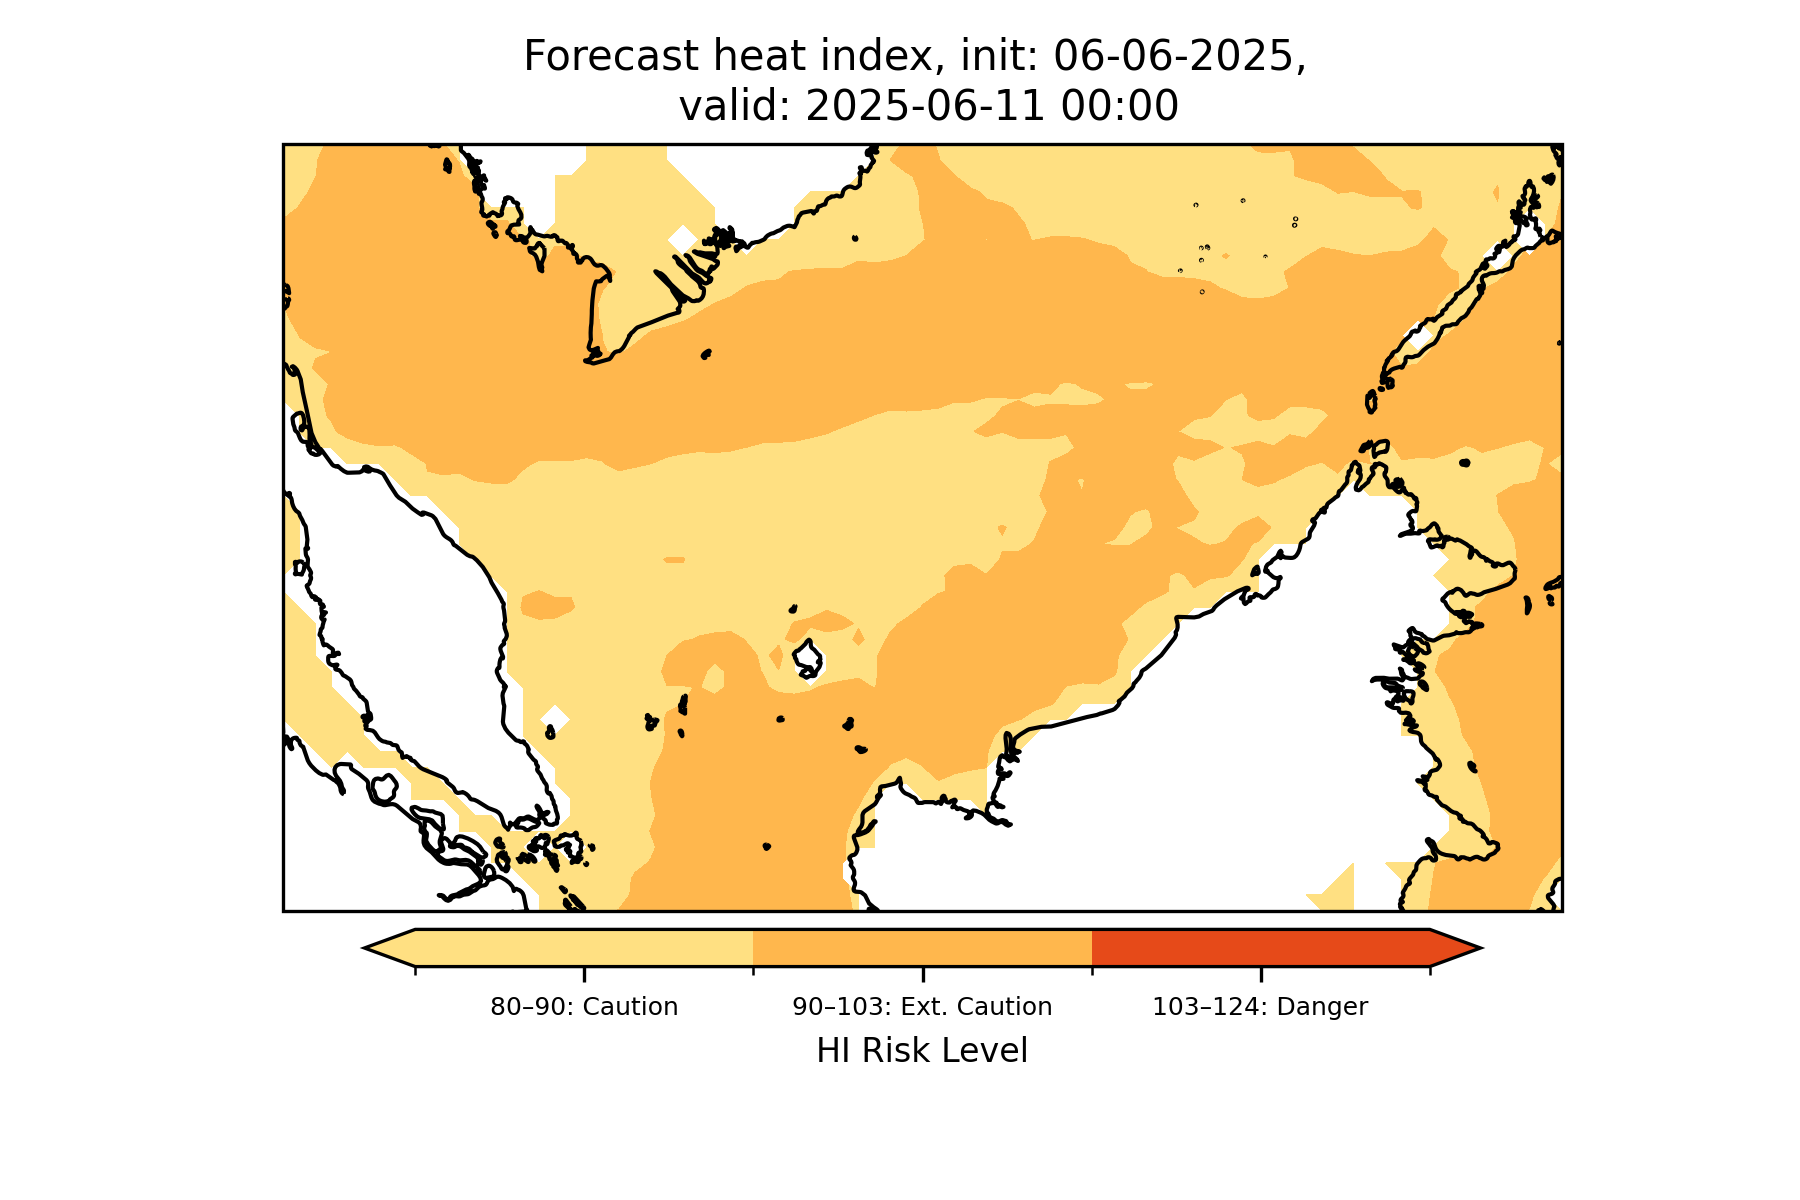 Forecast heat index, init: 06-06-2025,
valid: 2025-06-11 00:00
80–90: Caution
90–103: Ext. Caution
103–124: Danger
HI Risk Level